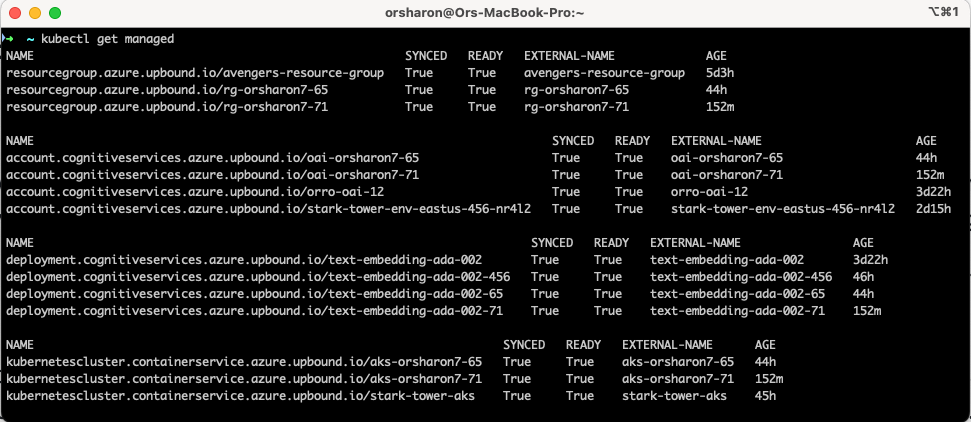 orsharon@Ors-MacBook-Pro:~
⌥⌘1
➜ ~ kubectl get managed
NAME SYNCED READY EXTERNAL-NAME AGE
resourcegroup.azure.upbound.io/avengers-resource-group True True avengers-resource-group 5d3h
resourcegroup.azure.upbound.io/rg-orsharon7-65 True True rg-orsharon7-65 44h
resourcegroup.azure.upbound.io/rg-orsharon7-71 True True rg-orsharon7-71 152m
NAME SYNCED READY EXTERNAL-NAME AGE
account.cognitiveservices.azure.upbound.io/oai-orsharon7-65 True True oai-orsharon7-65 44h
account.cognitiveservices.azure.upbound.io/oai-orsharon7-71 True True oai-orsharon7-71 152m
account.cognitiveservices.azure.upbound.io/orro-oai-12 True True orro-oai-12 3d22h
account.cognitiveservices.azure.upbound.io/stark-tower-env-eastus-456-nr4l2 True True stark-tower-env-eastus-456-nr4l2 2d15h
NAME SYNCED READY EXTERNAL-NAME AGE
deployment.cognitiveservices.azure.upbound.io/text-embedding-ada-002 True True text-embedding-ada-002 3d22h
deployment.cognitiveservices.azure.upbound.io/text-embedding-ada-002-456 True True text-embedding-ada-002-456 46h
deployment.cognitiveservices.azure.upbound.io/text-embedding-ada-002-65 True True text-embedding-ada-002-65 44h
deployment.cognitiveservices.azure.upbound.io/text-embedding-ada-002-71 True True text-embedding-ada-002-71 152m
NAME SYNCED READY EXTERNAL-NAME AGE
kubernetescluster.containerservice.azure.upbound.io/aks-orsharon7-65 True True aks-orsharon7-65 44h
kubernetescluster.containerservice.azure.upbound.io/aks-orsharon7-71 True True aks-orsharon7-71 152m
kubernetescluster.containerservice.azure.upbound.io/stark-tower-aks True True stark-tower-aks 45h